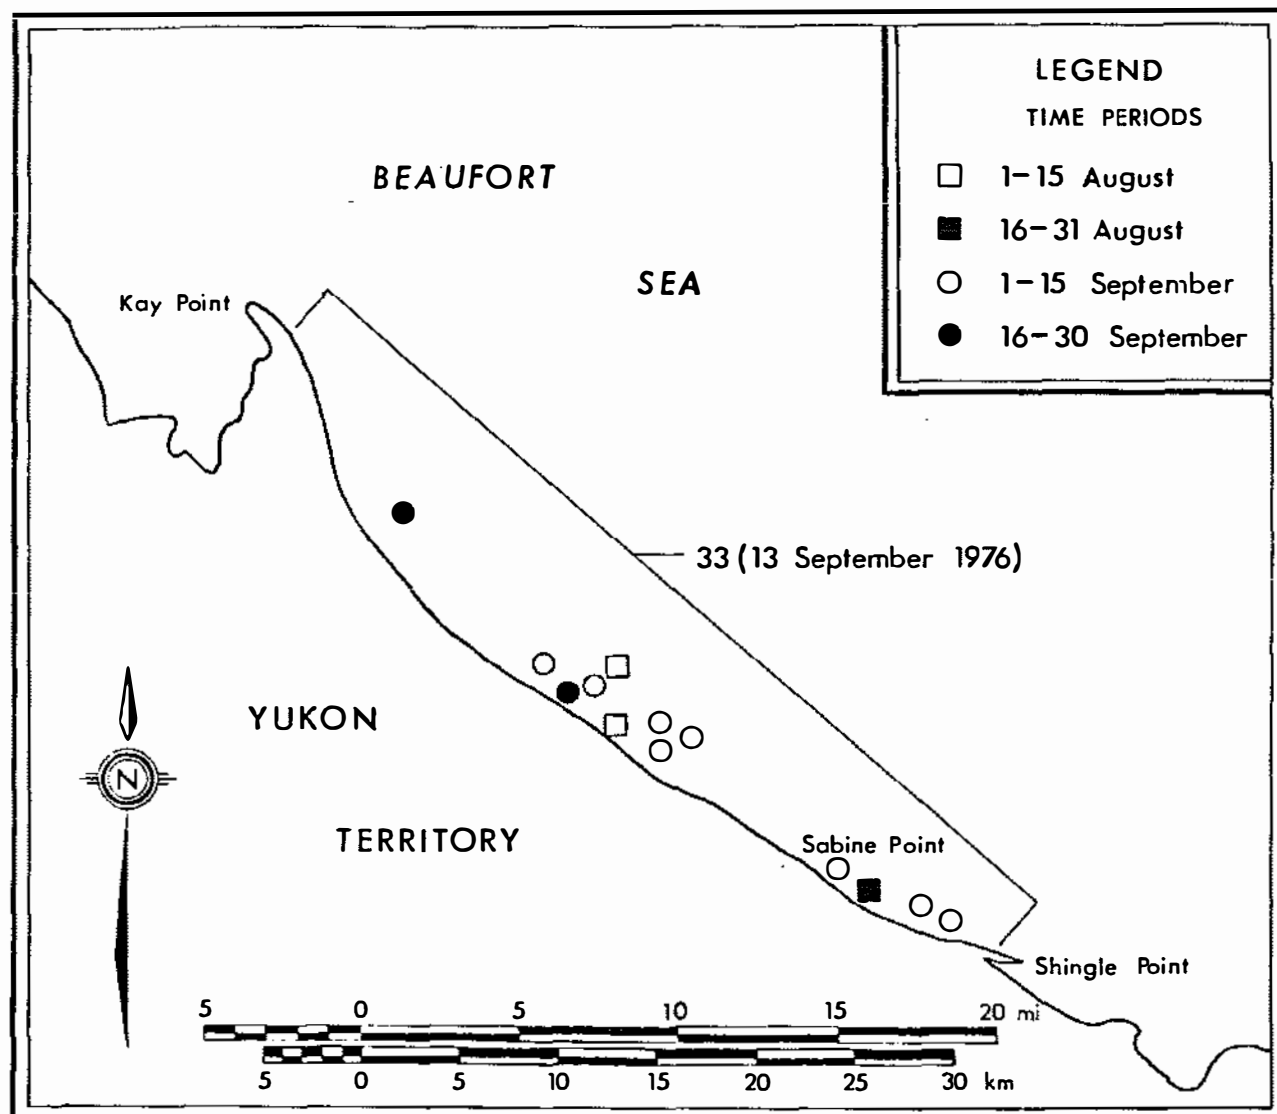 LEGEND
TIME PERIODS
1-15 August
16-31 August
1-15 September
16-30 September
BEAUFORT
SEA
Kay Point
33 (13 September 1976)
YUKON
TERRITORY
N
Sabine Point
Shingle Point
5 0 5 10 15 20 mi
5 0 5 10 15 20 25 30 km